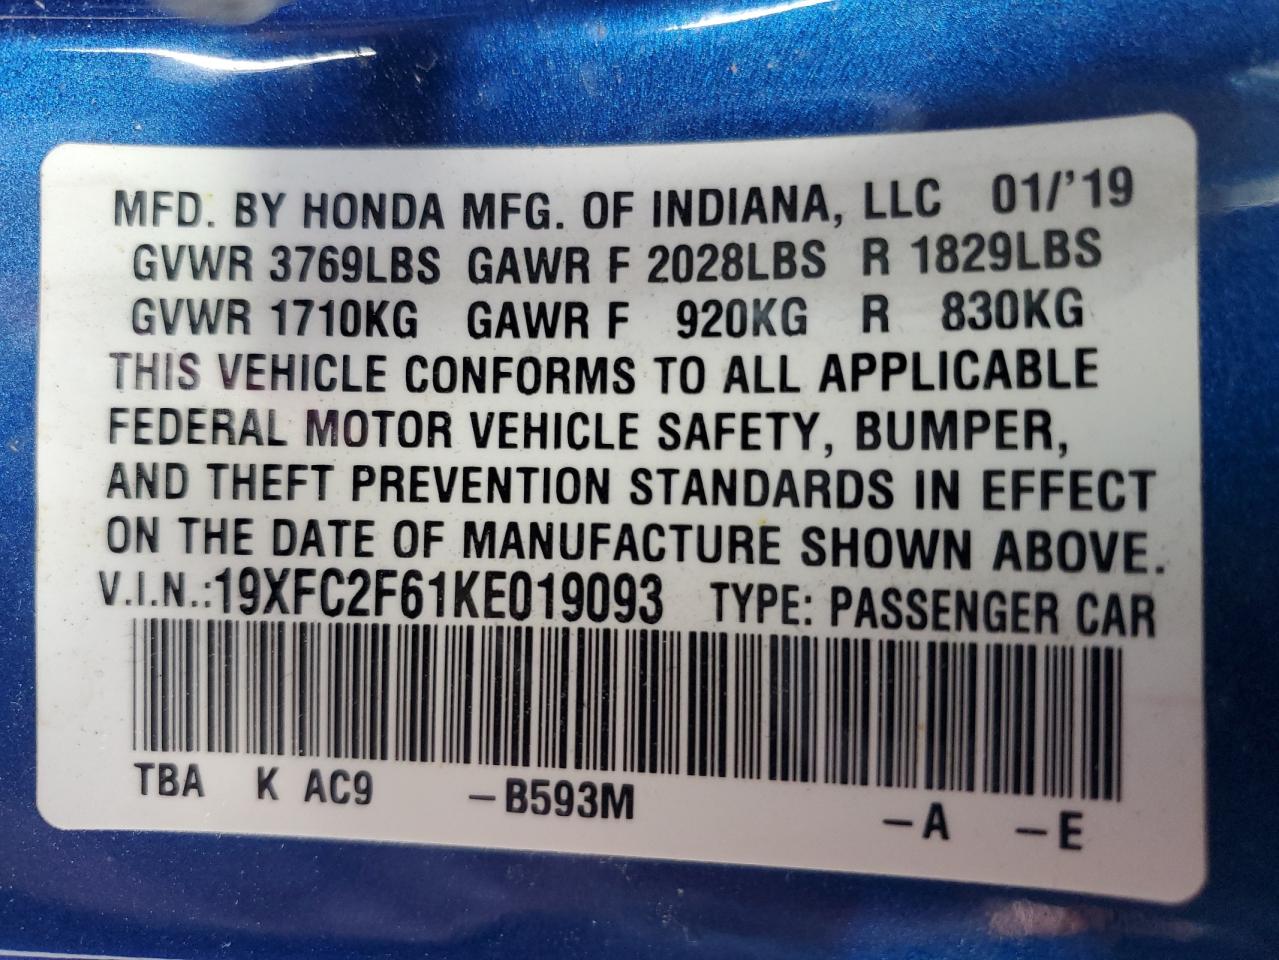 MFD. BY HONDA MFG. OF INDIANA, LLC 01/'19
GVWR 3769LBS GAWR F 2028LBS R 1829LBS
GVWR 1710KG GAWR F 920KG R 830KG
THIS VEHICLE CONFORMS TO ALL APPLICABLE
FEDERAL MOTOR VEHICLE SAFETY, BUMPER,
AND THEFT PREVENTION STANDARDS IN EFFECT
ON THE DATE OF MANUFACTURE SHOWN ABOVE.
V.I.N.:19XFC2F61KE019093 TYPE: PASSENGER CAR
TBA K AC9 -B593M -A -E